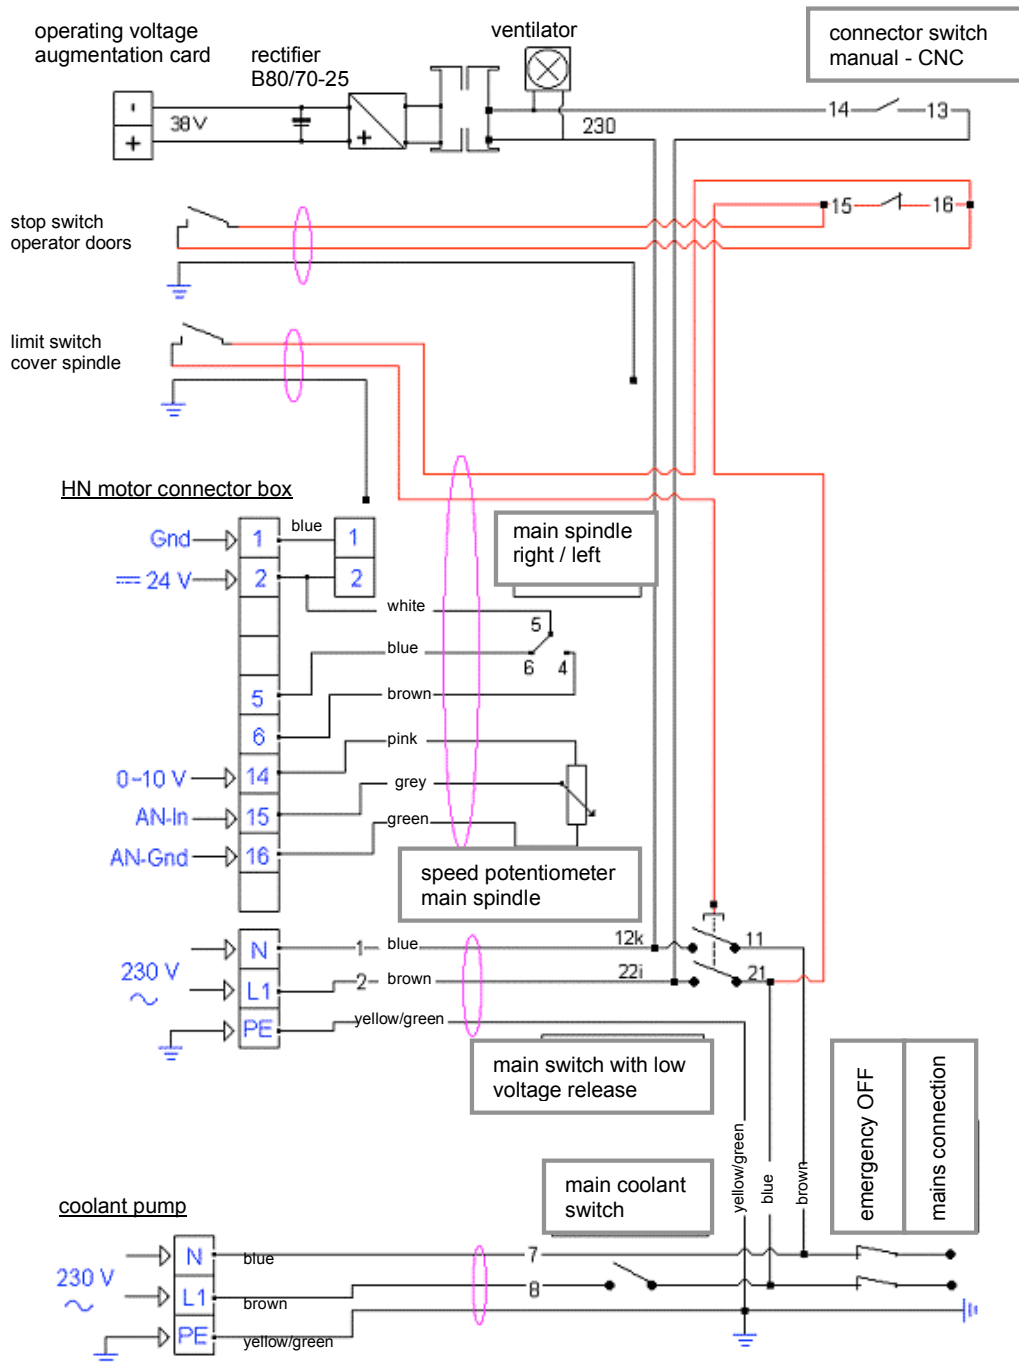 operating voltage
augmentation card
rectifier
B80/70-25
ventilator
connector switch
manual - CNC
-
+
38V
+
230
14
13
15
16
stop switch
operator doors
limit switch
cover spindle
HN motor connector box
main spindle
right / left
Gnd
1
blue
1
24 V
2
2
white
5
blue
6
4
5
brown
6
pink
0-10 V
14
grey
AN-In
15
green
AN-Gnd
16
speed potentiometer
main spindle
N
1
blue
12k
11
230 V
L1
2
brown
22i
21
PE
yellow/green
main switch with low
voltage release
emergency OFF
mains connection
yellow/green
blue
brown
main coolant
switch
coolant pump
N
blue
7
230 V
L1
brown
8
PE
yellow/green